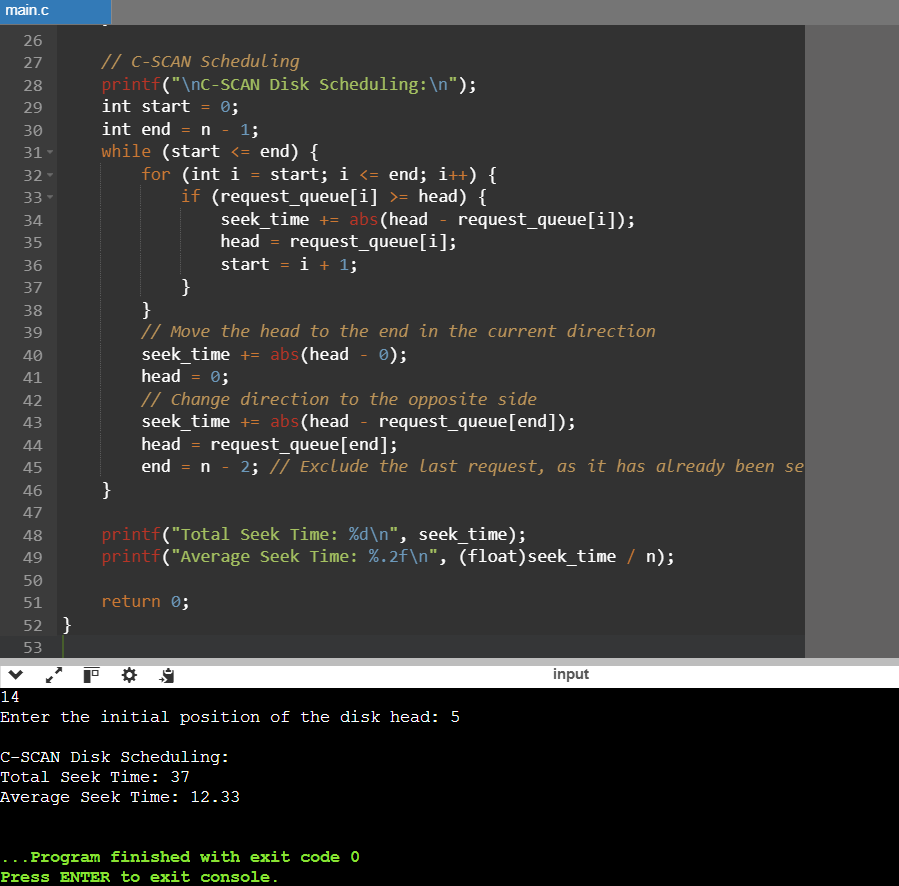 main.c
26
27 // C-SCAN Scheduling
28 printf("\nC-SCAN Disk Scheduling:\n");
29 int start = 0;
30 int end = n - 1;
31 while (start <= end) {
32 for (int i = start; i <= end; i++) {
33 if (request_queue[i] >= head) {
34 seek_time += abs(head - request_queue[i]);
35 head = request_queue[i];
36 start = i + 1;
37 }
38 }
39 // Move the head to the end in the current direction
40 seek_time += abs(head - 0);
41 head = 0;
42 // Change direction to the opposite side
43 seek_time += abs(head - request_queue[end]);
44 head = request_queue[end];
45 end = n - 2; // Exclude the last request, as it has already been se
46 }
47
48 printf("Total Seek Time: %d\n", seek_time);
49 printf("Average Seek Time: %.2f\n", (float)seek_time / n);
50
51 return 0;
52 }
53
input
14
Enter the initial position of the disk head: 5
C-SCAN Disk Scheduling:
Total Seek Time: 37
Average Seek Time: 12.33
...Program finished with exit code 0
Press ENTER to exit console.